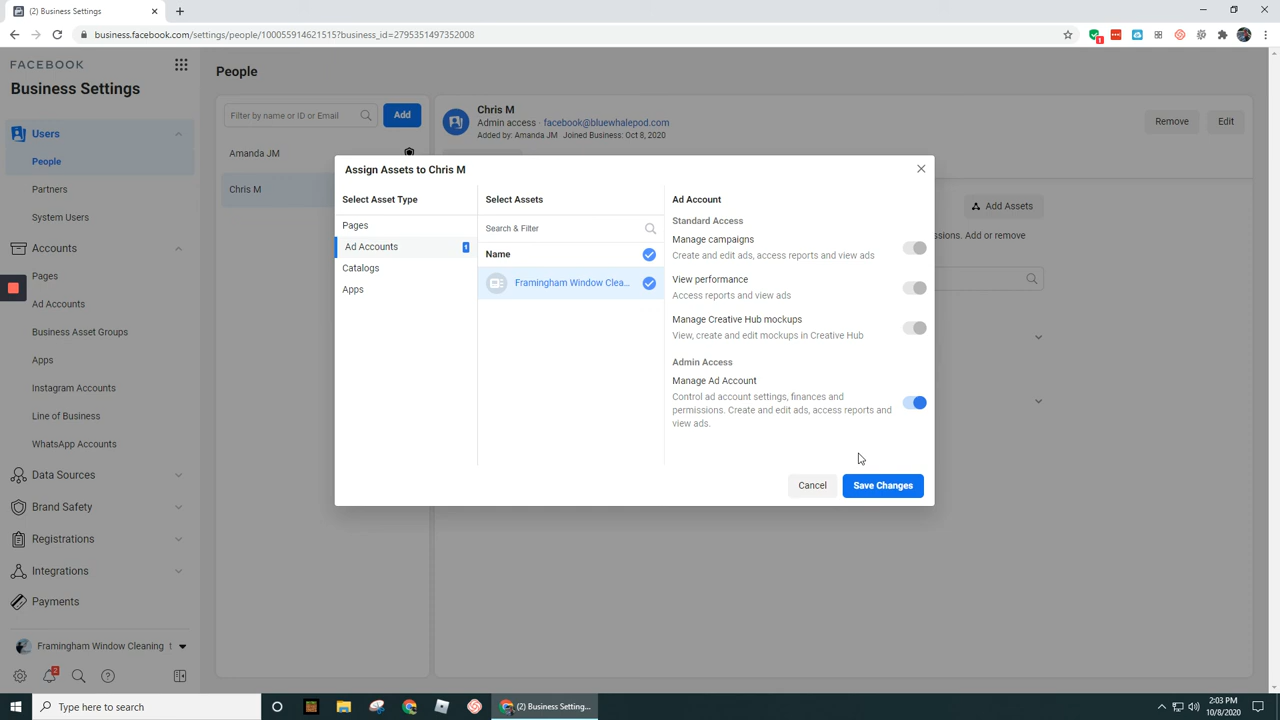 (2) Business Settings
business.facebook.com/settings/people/100055914621515?business_id=2795351497352008
1
FACEBOOK
Business Settings
Users
People
Partners
System Users
Accounts
Pages
Ad Accounts
Business Asset Groups
Apps
Instagram Accounts
Line of Business
WhatsApp Accounts
Data Sources
Brand Safety
Registrations
Integrations
Payments
Framingham Window Cleaning
2
People
Filter by name or ID or Email
Add
Amanda JM
Chris M
Chris M
Admin access · facebook@bluewhalepod.com
Added by: Amanda JM Joined Business: Oct 8, 2020
Remove
Edit
Add Assets
ssions. Add or remove
Assign Assets to Chris M
Select Asset Type
Pages
Ad Accounts
1
Catalogs
Apps
Select Assets
Search & Filter
Name
Framingham Window Clea...
Ad Account
Standard Access
Manage campaigns
Create and edit ads, access reports and view ads
View performance
Access reports and view ads
Manage Creative Hub mockups
View, create and edit mockups in Creative Hub
Admin Access
Manage Ad Account
Control ad account settings, finances and
permissions. Create and edit ads, access reports and
view ads.
Cancel
Save Changes
Type here to search
(2) Business Setting...
2:03 PM
10/8/2020